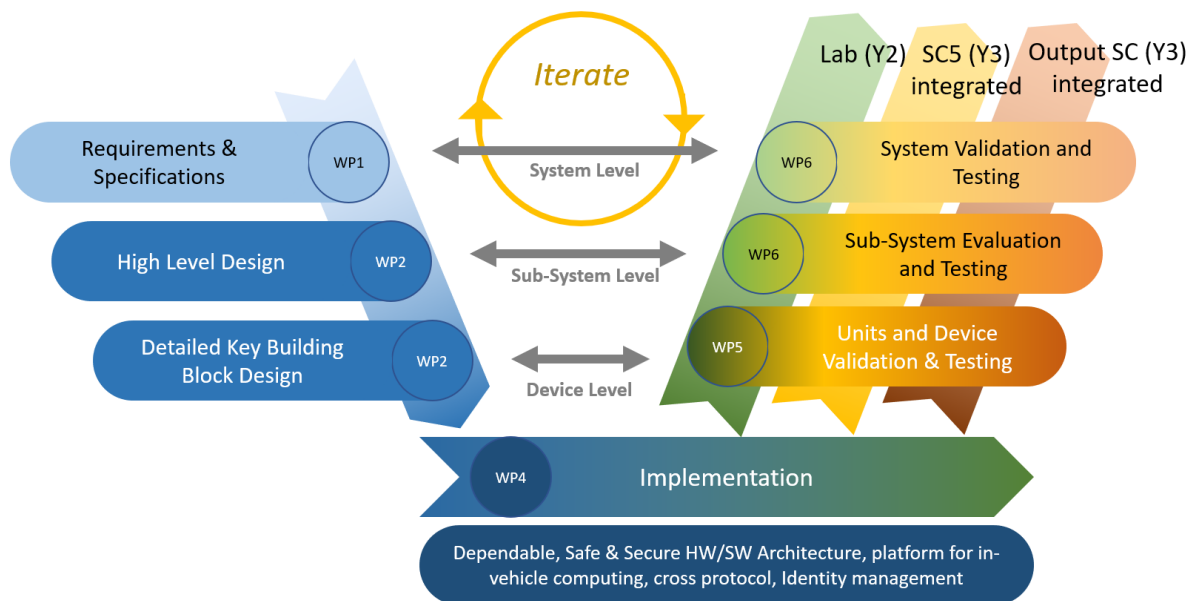 Iterate
Lab (Y2)
SC5 (Y3)
integrated
Output SC (Y3)
integrated
Requirements &
Specifications
WP1
System Level
WP6
System Validation and
Testing
High Level Design
WP2
Sub-System Level
WP6
Sub-System Evaluation
and Testing
Detailed Key Building
Block Design
WP2
Device Level
WP5
Units and Device
Validation & Testing
WP4
Implementation
Dependable, Safe & Secure HW/SW Architecture, platform for in-
vehicle computing, cross protocol, Identity management